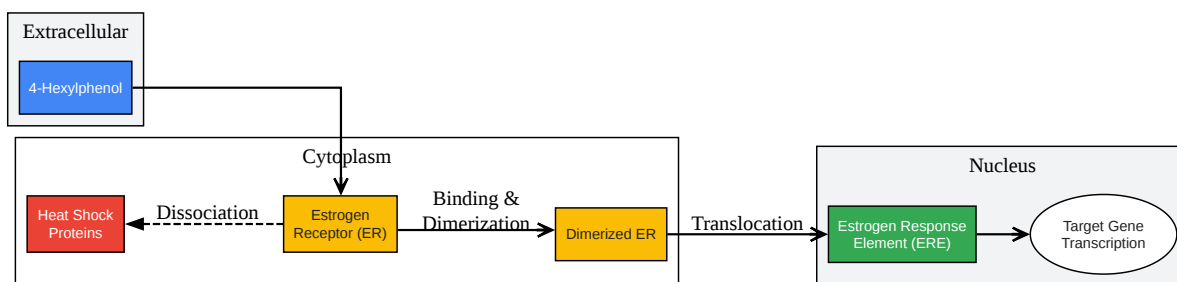 Extracellular
4-Hexylphenol
Cytoplasm
Heat Shock
Proteins
Dissociation
Estrogen
Receptor (ER)
Binding &
Dimerization
Dimerized ER
Translocation
Nucleus
Estrogen Response
Element (ERE)
Target Gene
Transcription